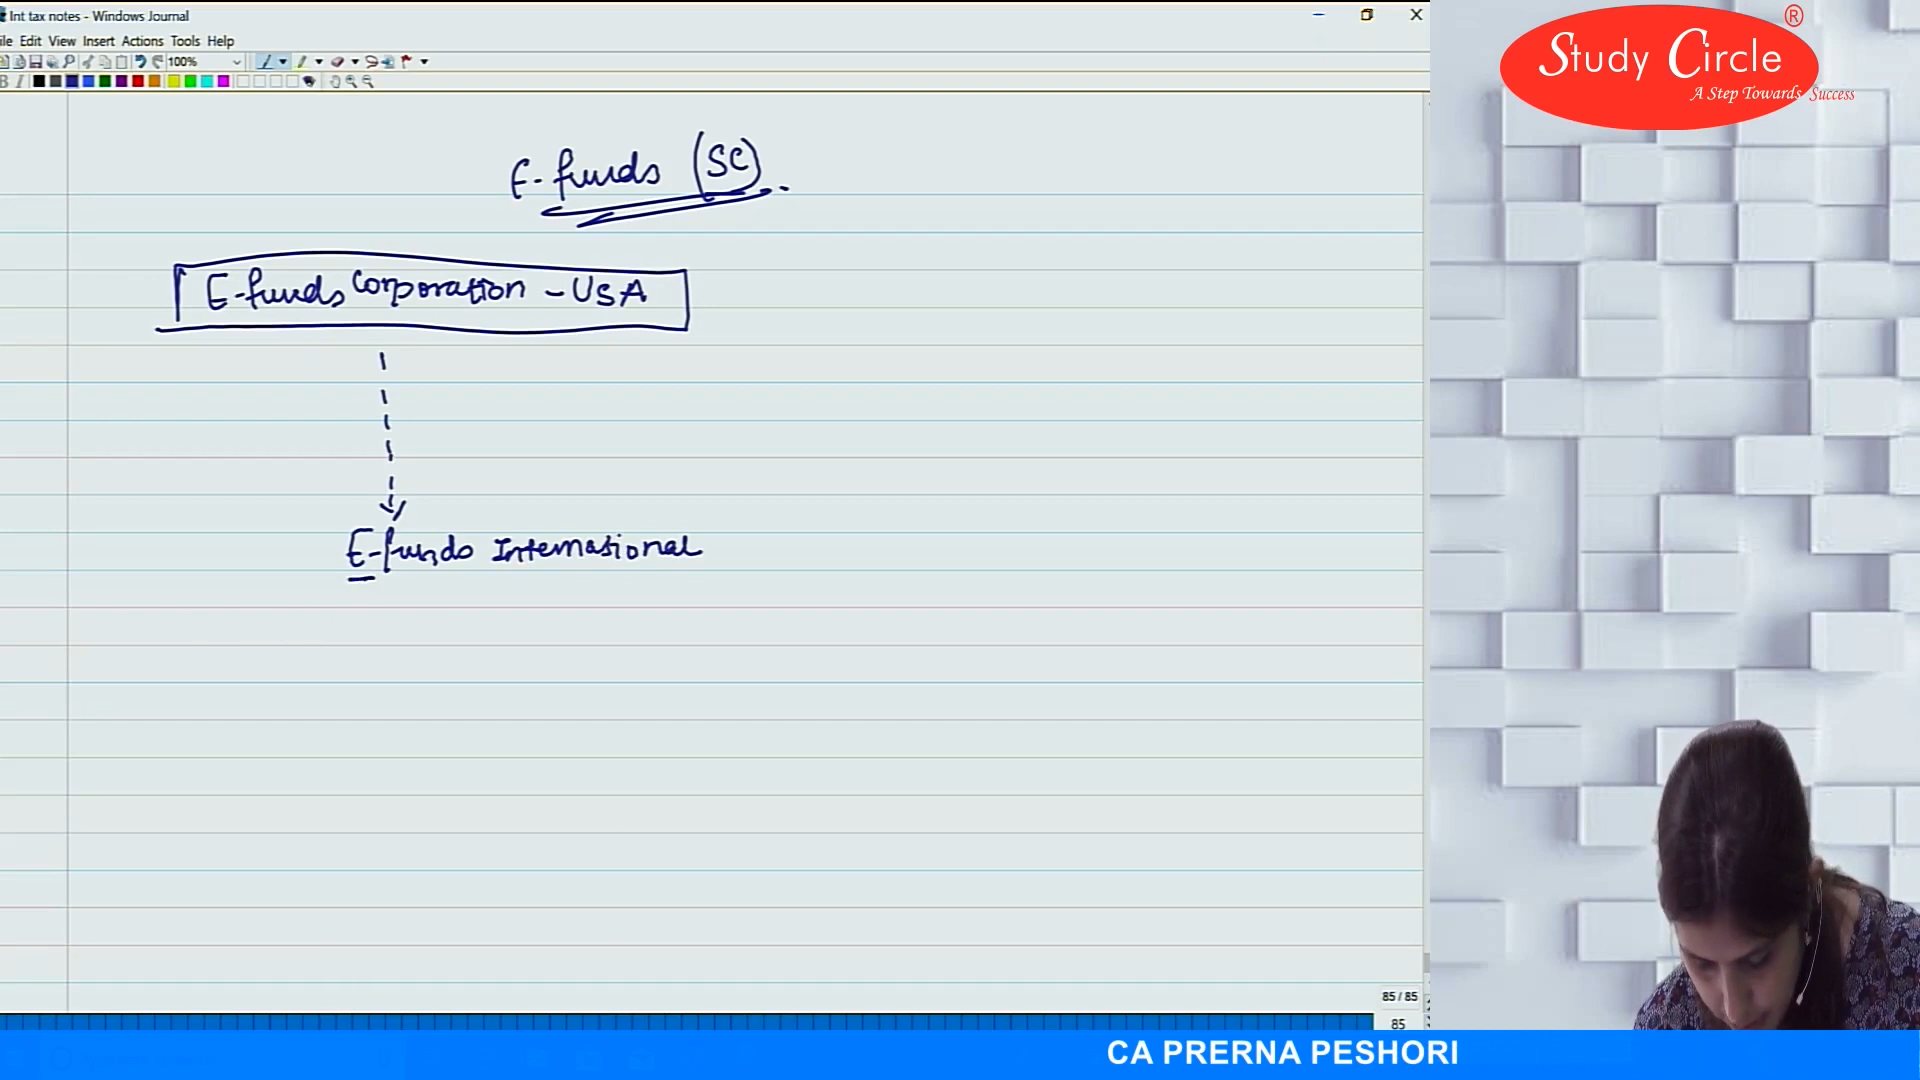 Int tax notes - Windows Journal
ile Edit View Insert Actions Tools Help
100%
B I
E-funds (SC)
E-funds Corporation - USA
E-funds International
85 / 85
85
Study Circle ®
A Step Towards Success
CA PRERNA PESHORI